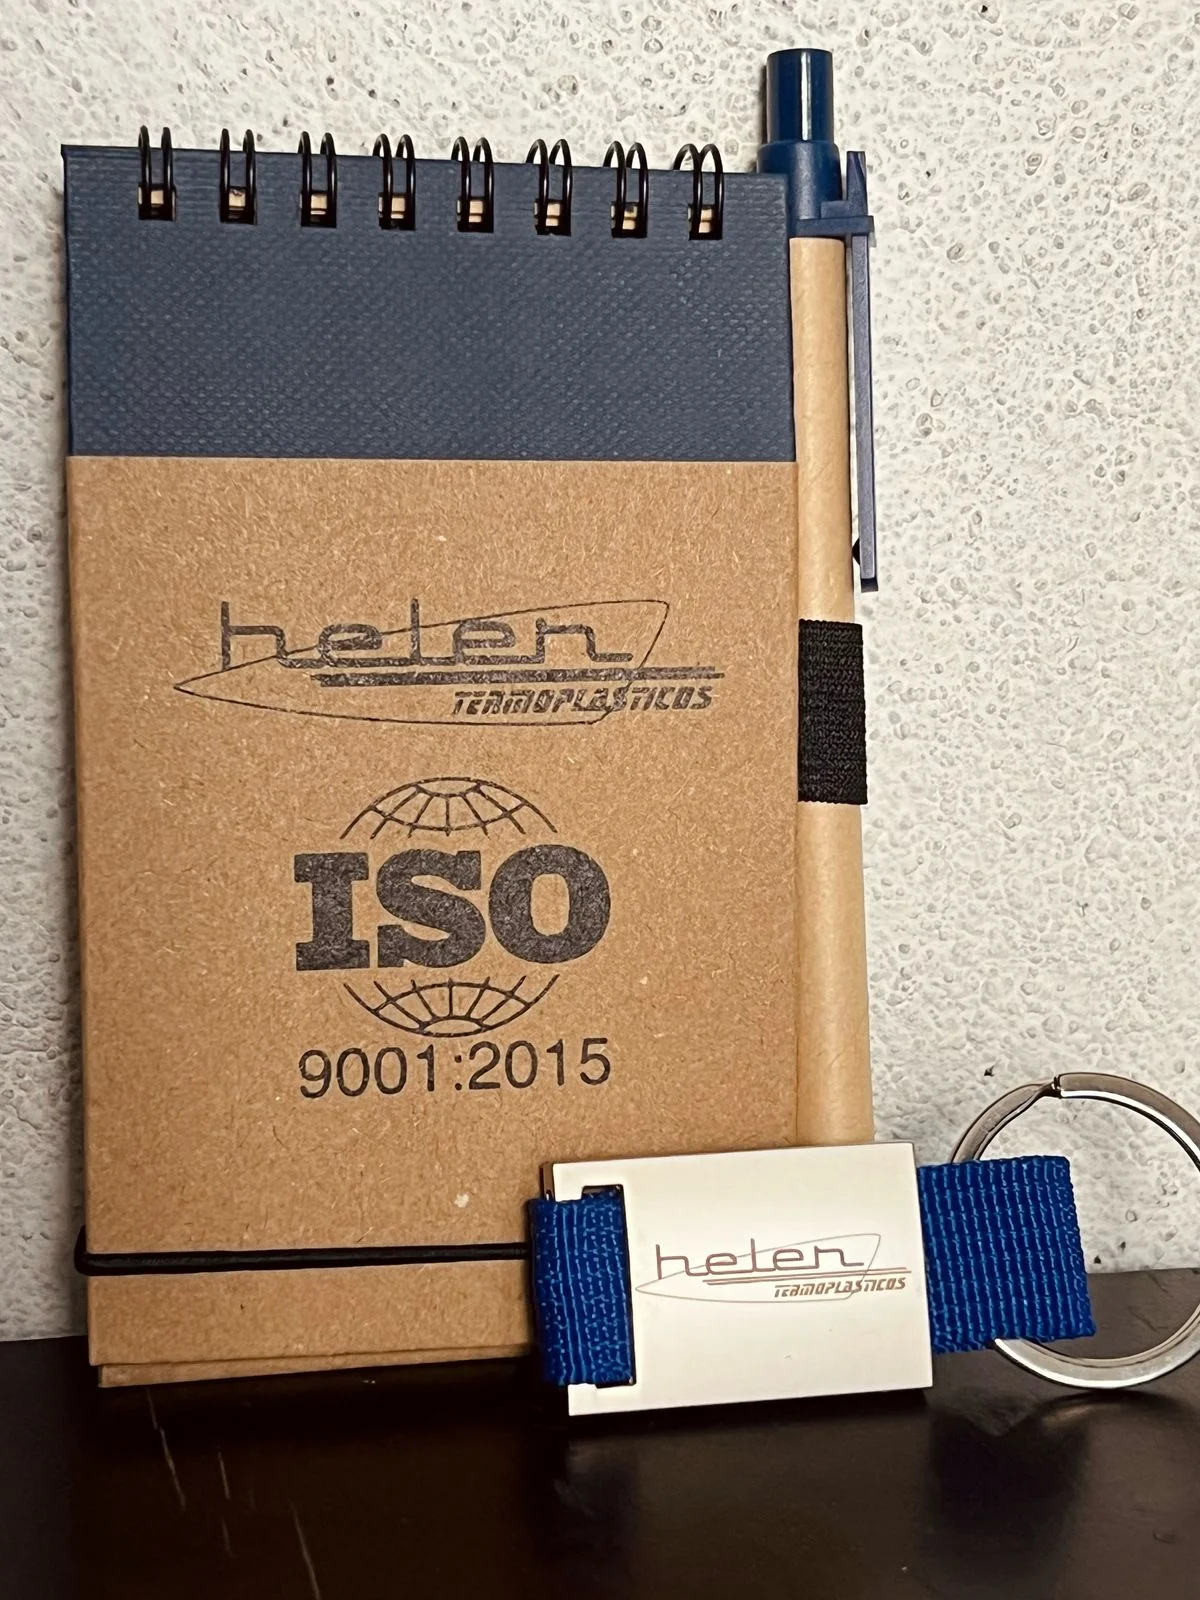 helen
TERMOPLASTICOS
ISO
9001:2015
helen
TERMOPLASTICOS